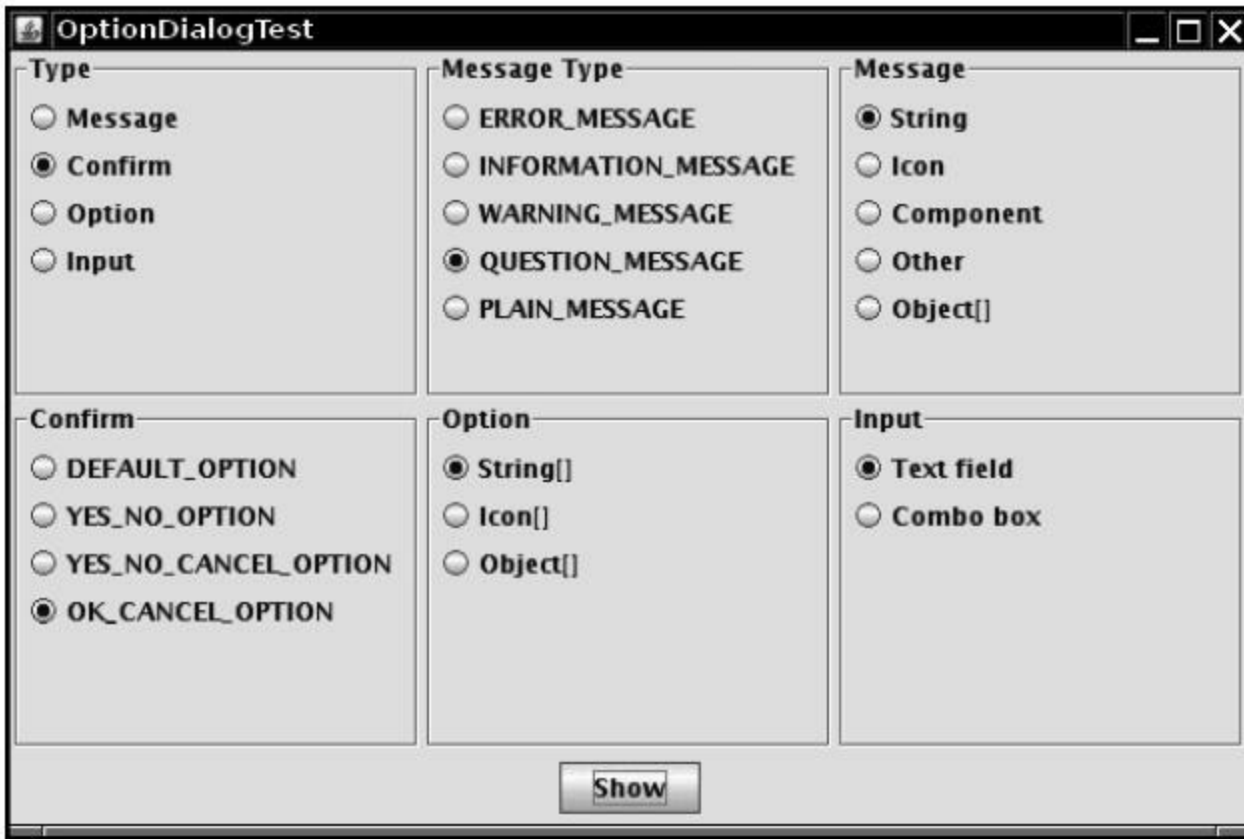 OptionDialogTest
Type
Message
Confirm
Option
Input
Message Type
ERROR_MESSAGE
INFORMATION_MESSAGE
WARNING_MESSAGE
QUESTION_MESSAGE
PLAIN_MESSAGE
Message
String
Icon
Component
Other
Object[]
Confirm
DEFAULT_OPTION
YES_NO_OPTION
YES_NO_CANCEL_OPTION
OK_CANCEL_OPTION
Option
String[]
Icon[]
Object[]
Input
Text field
Combo box
Show